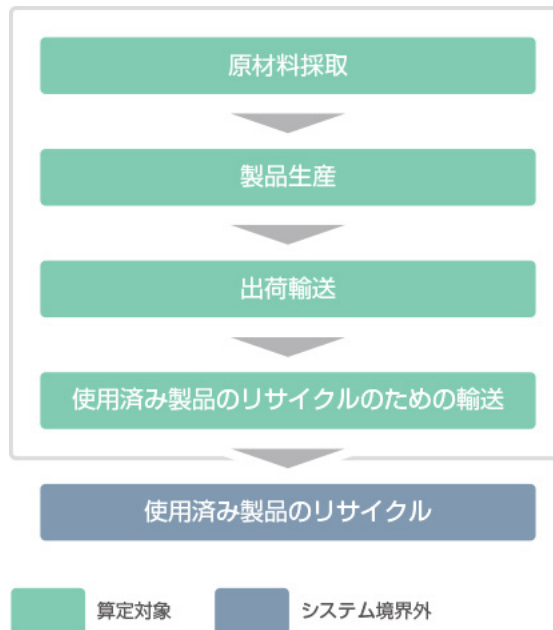 原材料採取
製品生産
出荷輸送
使用済み製品のリサイクルのための輸送
使用済み製品のリサイクル
算定対象
システム境界外